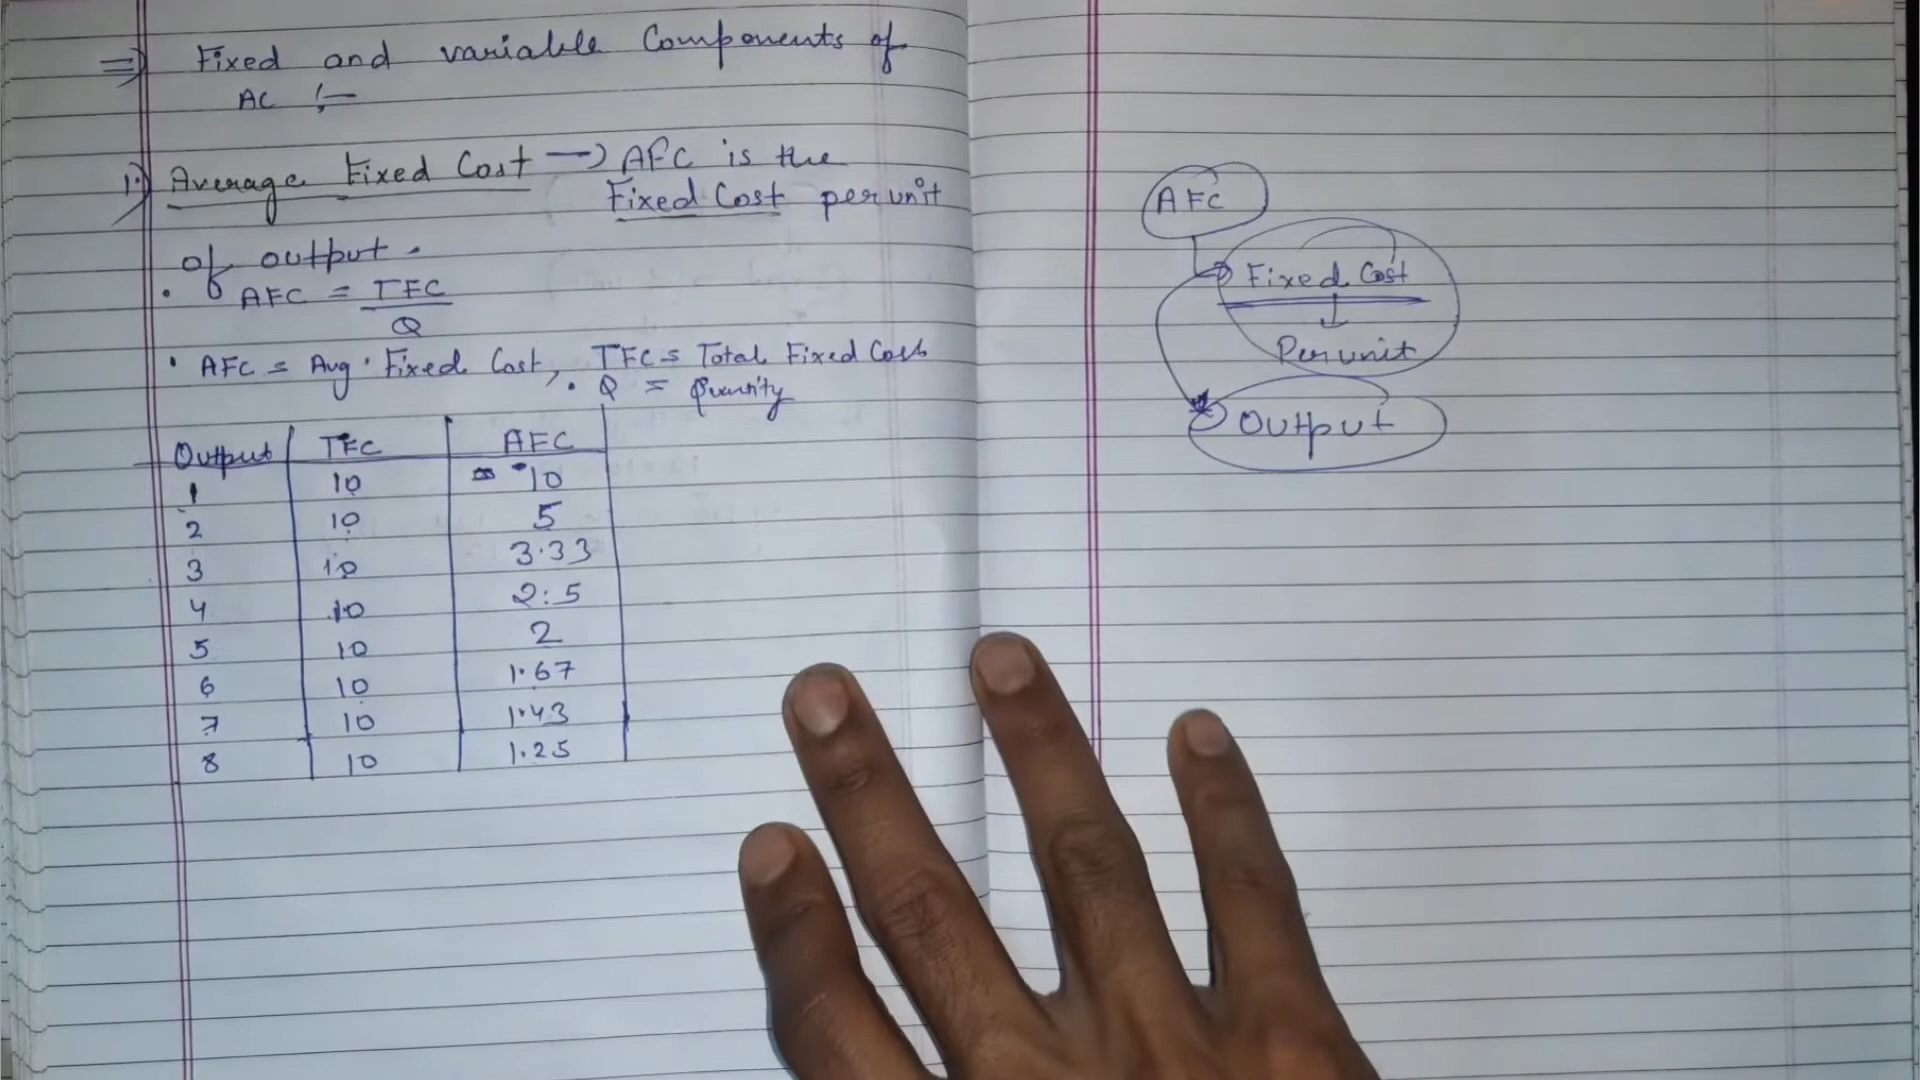 => Fixed and variable Components of
AC :-
1.) Average Fixed Cost → AFC is the
Fixed Cost per unit
of output.
. AFC = TFC
Q
. AFC = Avg. Fixed Cost, TFC = Total Fixed Cost
. Q = Quantity
Output TFC AFC
1 10 10
2 10 5
3 10 3.33
4 10 2.5
5 10 2
6 10 1.67
7 10 1.43
8 10 1.25
AFC
Fixed Cost
Per unit
Output